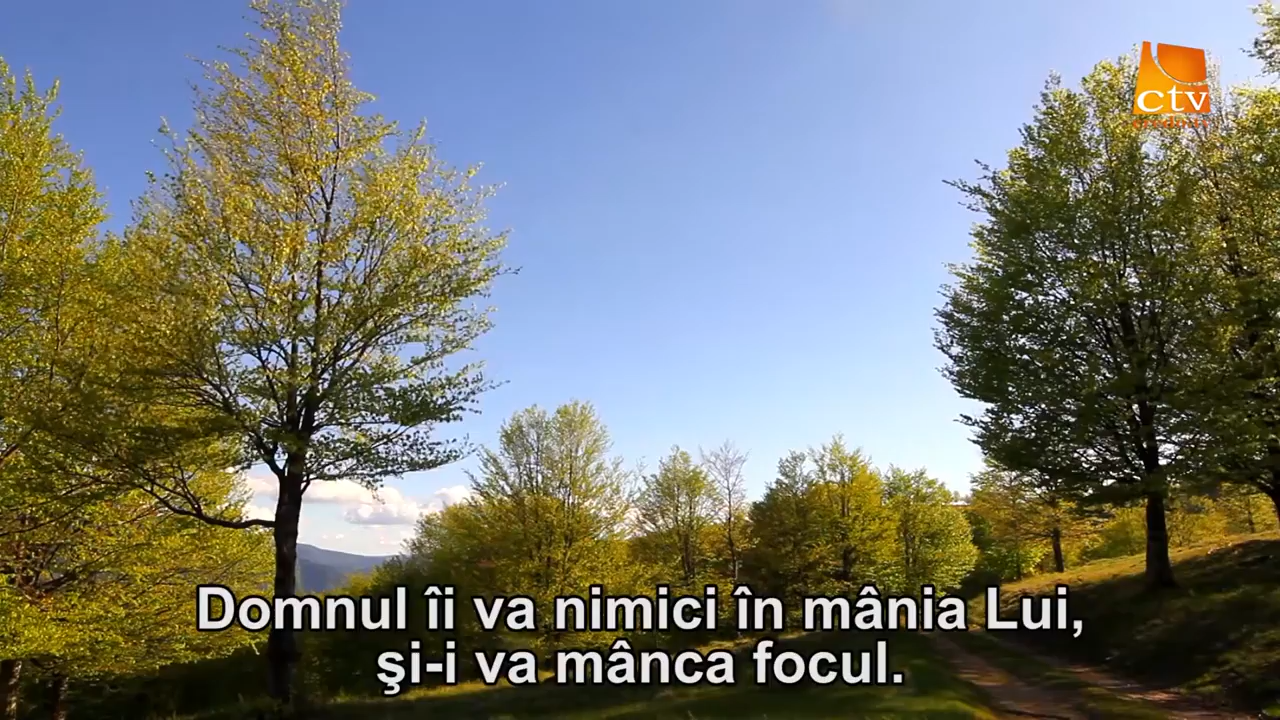 ctv
Domnul îi va nimici în mânia Lui,
şi-i va mânca focul.